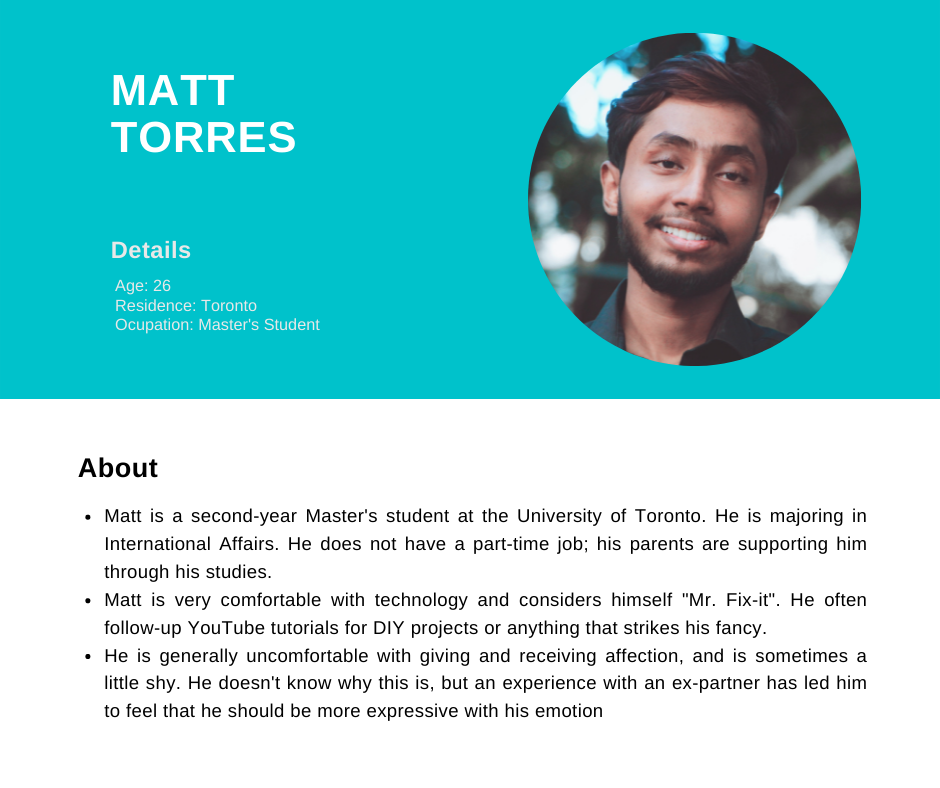 MATT
TORRES
Details
Age: 26
Residence: Toronto
Ocupation: Master's Student
About
• Matt is a second-year Master's student at the University of Toronto. He is majoring in
International Affairs. He does not have a part-time job; his parents are supporting him
through his studies.
• Matt is very comfortable with technology and considers himself "Mr. Fix-it". He often
follow-up YouTube tutorials for DIY projects or anything that strikes his fancy.
• He is generally uncomfortable with giving and receiving affection, and is sometimes a
little shy. He doesn't know why this is, but an experience with an ex-partner has led him
to feel that he should be more expressive with his emotion